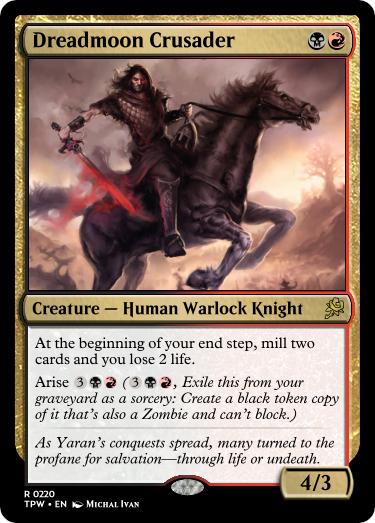 Dreadmoon Crusader
Creature — Human Warlock Knight
At the beginning of your end step, mill two
cards and you lose 2 life.
Arise 3 (3, Exile this from your
graveyard as a sorcery: Create a black token copy
of it that's also a Zombie and can't block.)
As Yaran's conquests spread, many turned to the
profane for salvation—through life or undeath.
4/3
R 0220
TPW • EN Michal Ivan